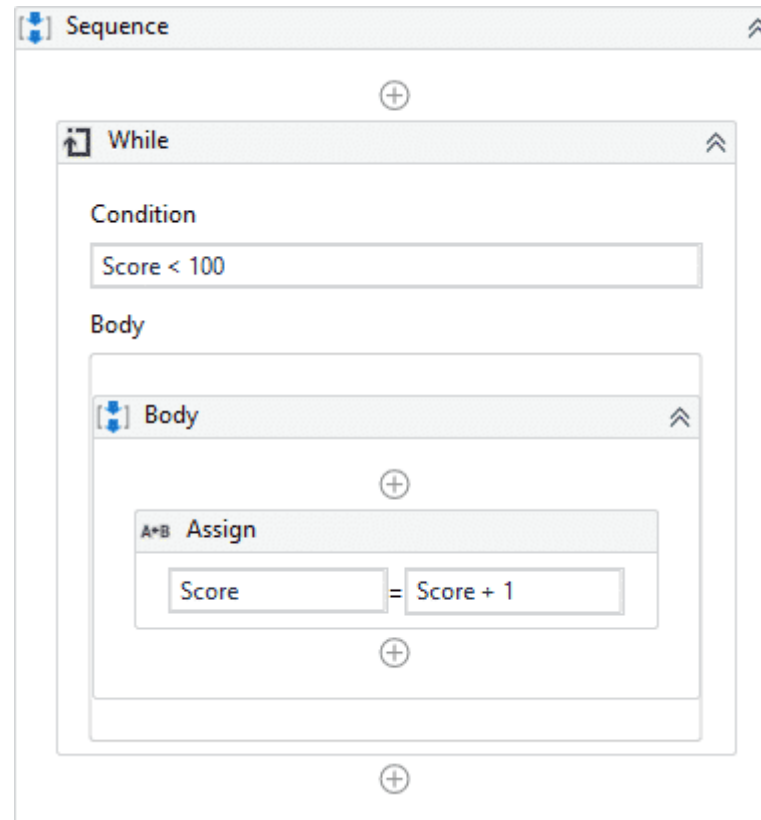 Sequence
While
Condition
Score < 100
Body
Body
A+B Assign
Score = Score + 1